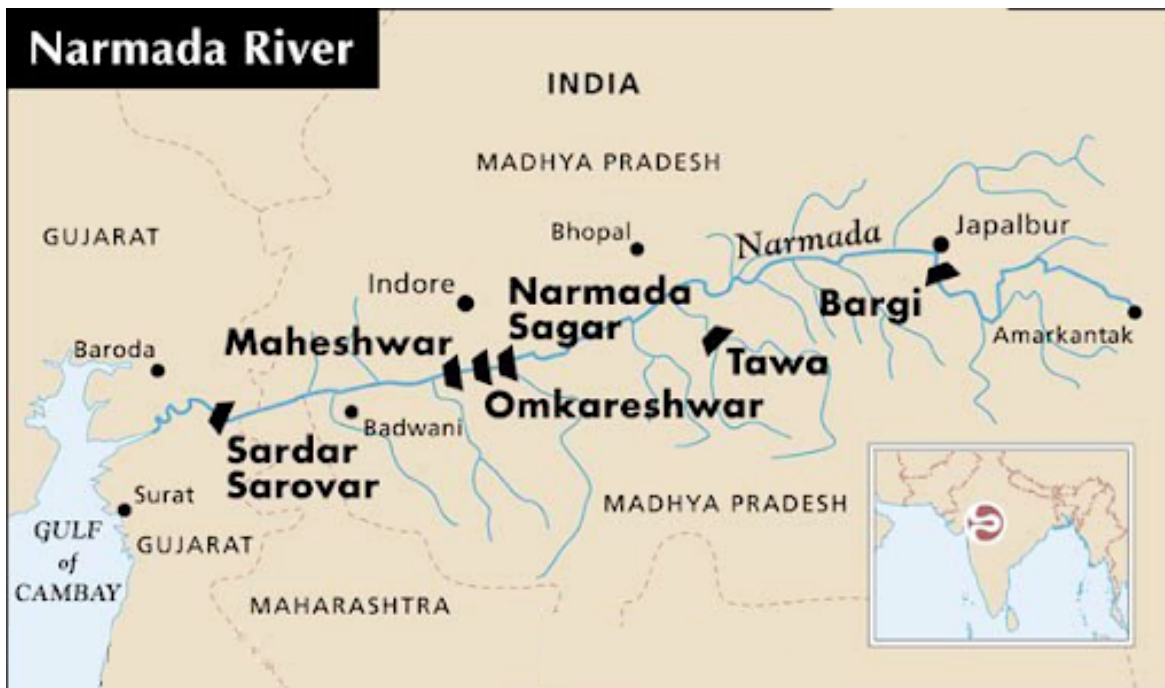 Narmada River
INDIA
MADHYA PRADESH
GUJARAT
Bhopal
Narmada
Japalbur
Indore
Narmada
Sagar
Bargi
Maheshwar
Amarkantak
Baroda
Tawa
Omkareshwar
Badwani
Sardar
Sarovar
Surat
MADHYA PRADESH
GULF
of
CAMBAY
GUJARAT
MAHARASHTRA